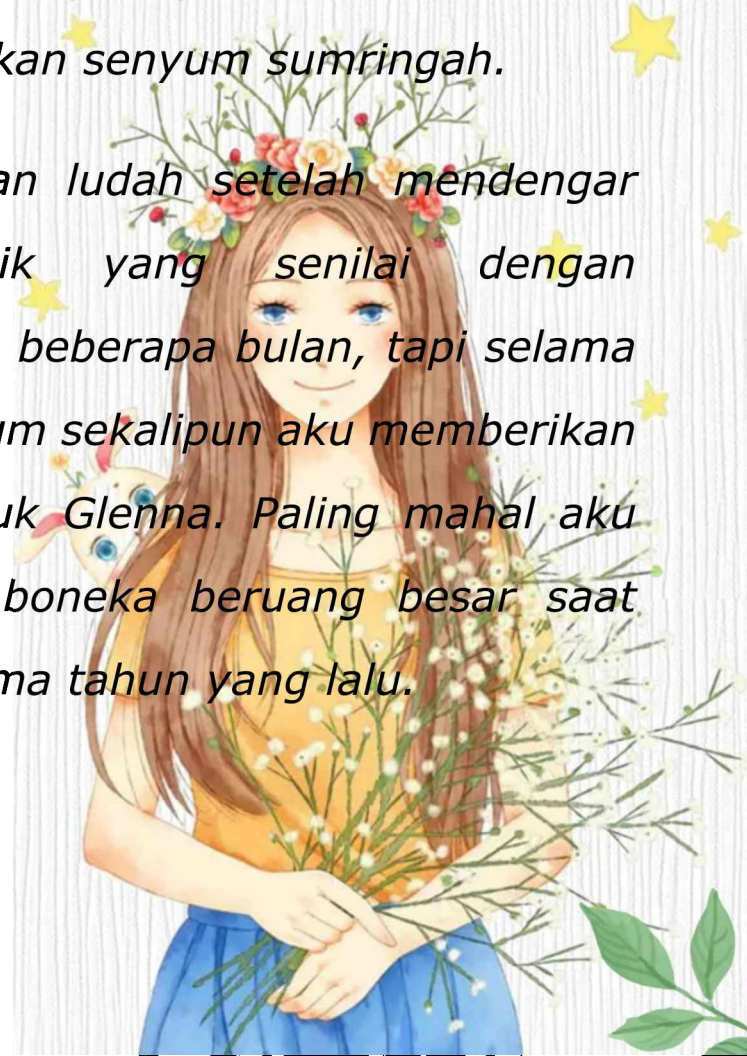 kan senyum sumringah.
an ludah setelah mendengar
ik yang senilai dengan
beberapa bulan, tapi selama
um sekalipun aku memberikan
uk Glenna. Paling mahal aku
boneka beruang besar saat
ma tahun yang lalu.